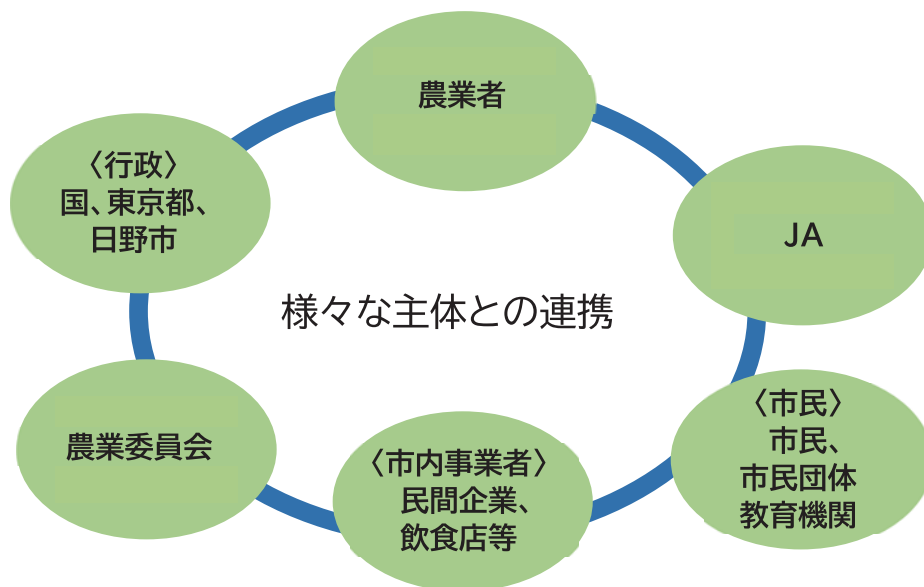 農業者
〈行政〉
国、東京都、
日野市
JA
様々な主体との連携
〈市民〉
市民、
市民団体
教育機関
農業委員会
〈市内事業者〉
民間企業、
飲食店等